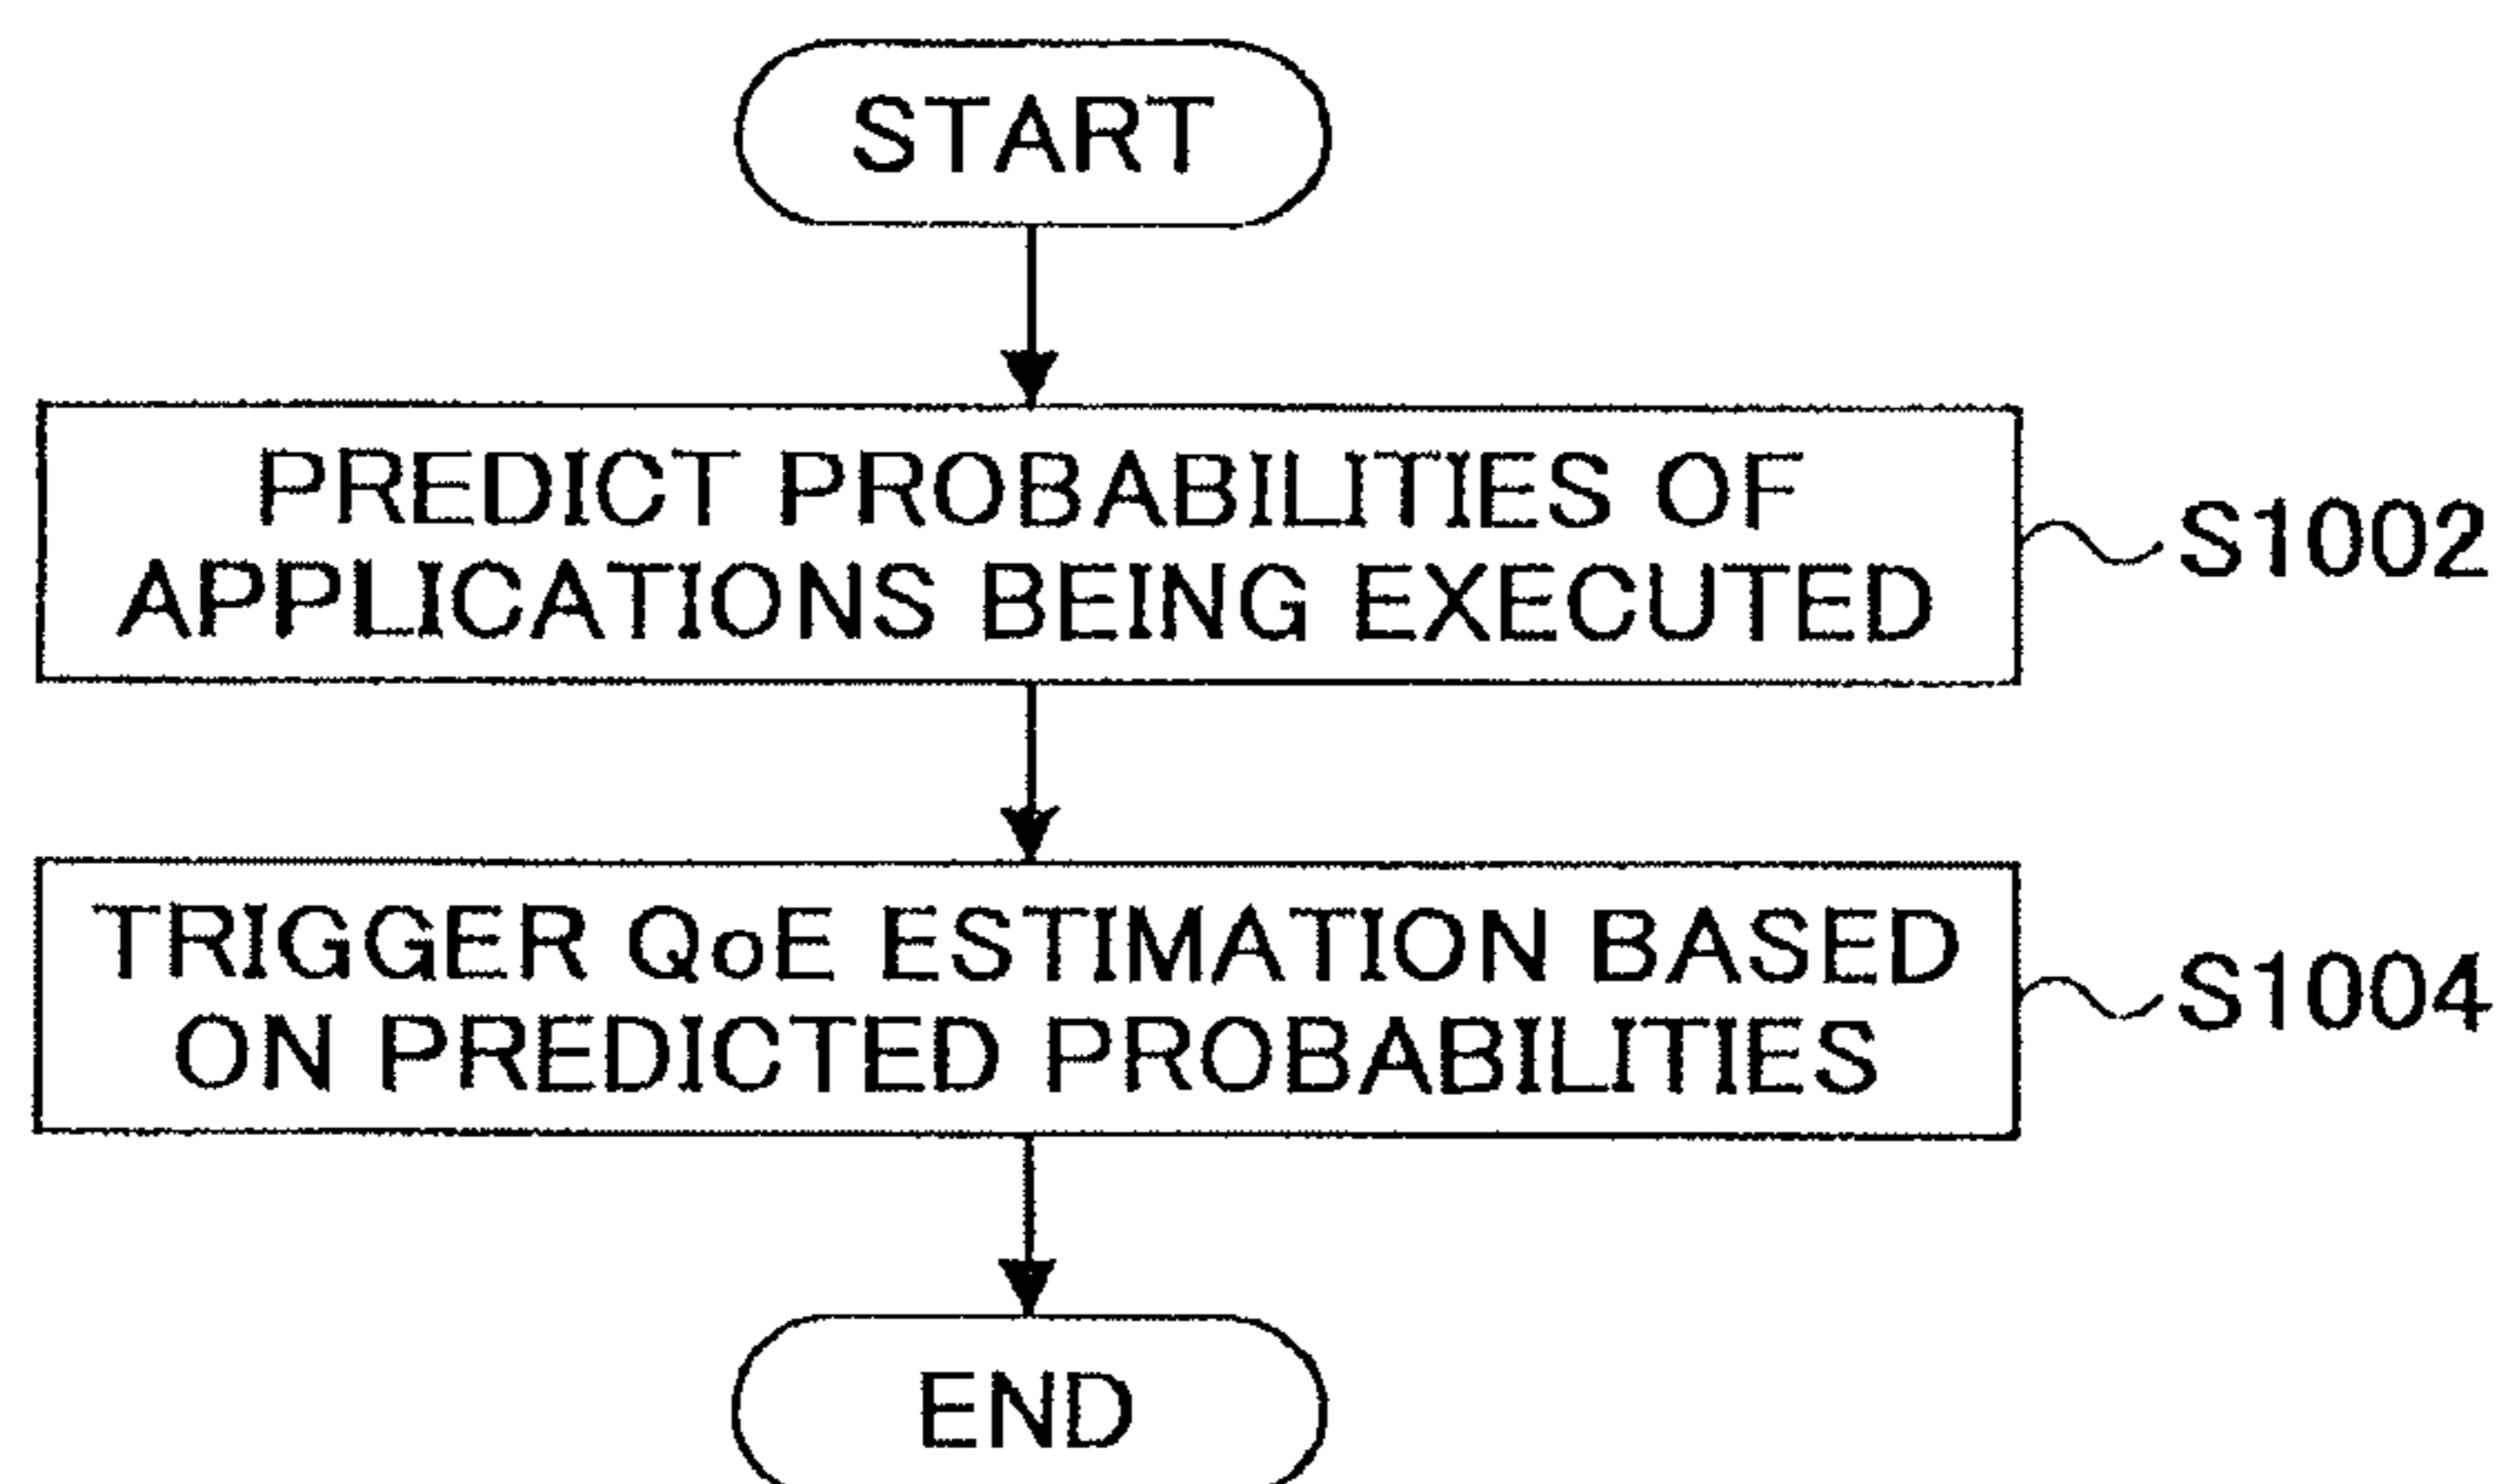 START
PREDICT PROBABILITIES OF
APPLICATIONS BEING EXECUTED
S1002
TRIGGER QoE ESTIMATION BASED
ON PREDICTED PROBABILITIES
S1004
END